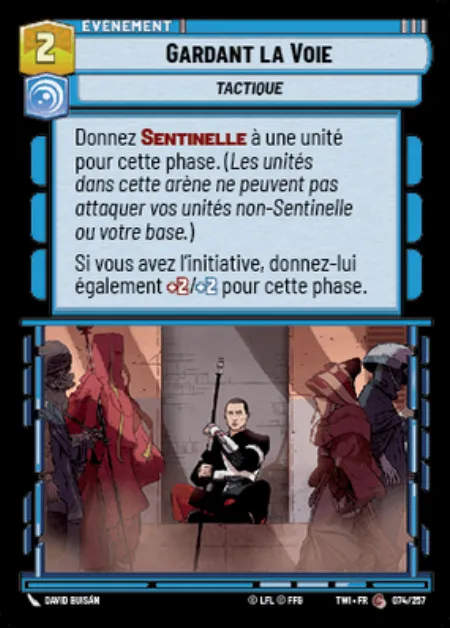 ÉVÉNEMENT
2
GARDANT LA VOIE
TACTIQUE
Donnez SENTINELLE à une unité
pour cette phase. (Les unités
dans cette arène ne peuvent pas
attaquer vos unités non-Sentinelle
ou votre base.)
Si vous avez l'initiative, donnez-lui
également +2/+2 pour cette phase.
DAVID BUISÁN
© LFL © FFG
TWI • FR
074/257